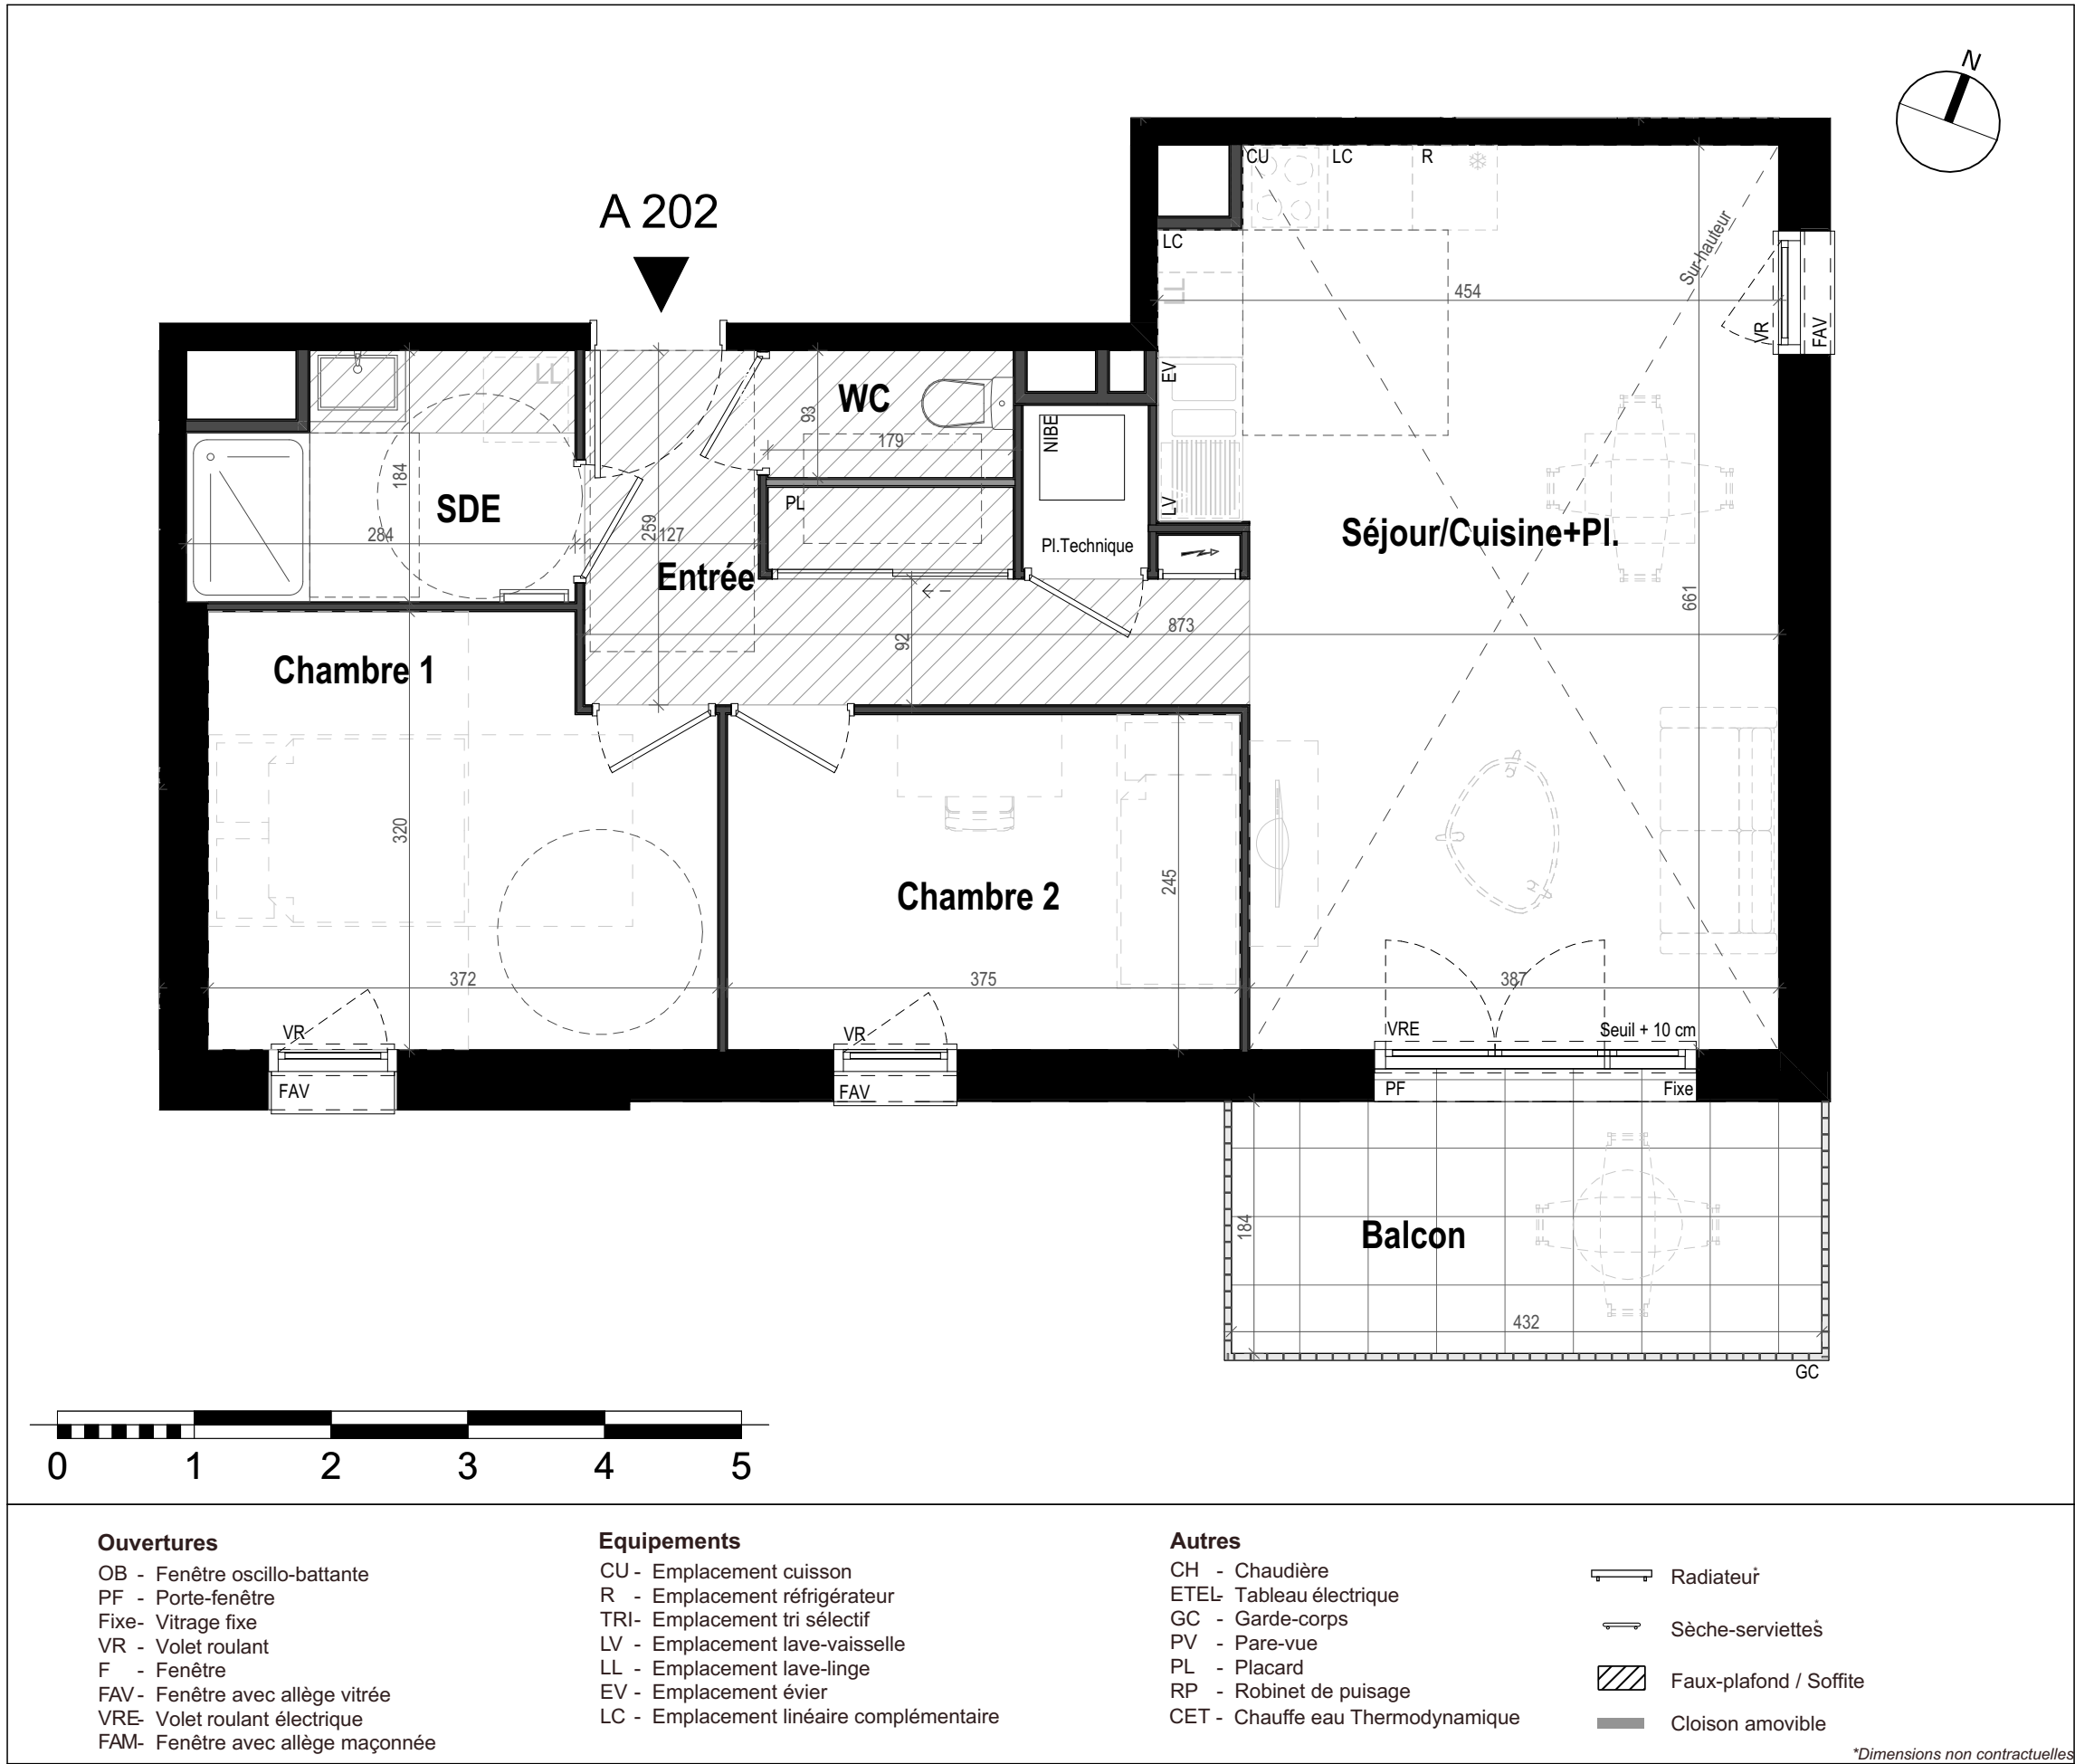 N
A 202
CU
LC
R
LC
LL
454
Sur-hauteur
VR
FAV
LL
WC
93
179
EV
NIBE
184
SDE
PL
LV
284
259
127
Pl.Technique
Séjour/Cuisine+Pl.
Entrée
661
92
873
Chambre 1
320
Chambre 2
245
372
375
387
VR
VR
VRE
Seuil + 10 cm
FAV
FAV
PF
Fixe
184
Balcon
432
GC
0 1 2 3 4 5
Ouvertures
OB - Fenêtre oscillo-battante
PF - Porte-fenêtre
Fixe- Vitrage fixe
VR - Volet roulant
F - Fenêtre
FAV- Fenêtre avec allège vitrée
VRE- Volet roulant électrique
FAM- Fenêtre avec allège maçonnée
Equipements
CU - Emplacement cuisson
R - Emplacement réfrigérateur
TRI- Emplacement tri sélectif
LV - Emplacement lave-vaisselle
LL - Emplacement lave-linge
EV - Emplacement évier
LC - Emplacement linéaire complémentaire
Autres
CH - Chaudière
ETEL- Tableau électrique
GC - Garde-corps
PV - Pare-vue
PL - Placard
RP - Robinet de puisage
CET - Chauffe eau Thermodynamique
Radiateur*
Sèche-serviettes*
Faux-plafond / Soffite
Cloison amovible
*Dimensions non contractuelles